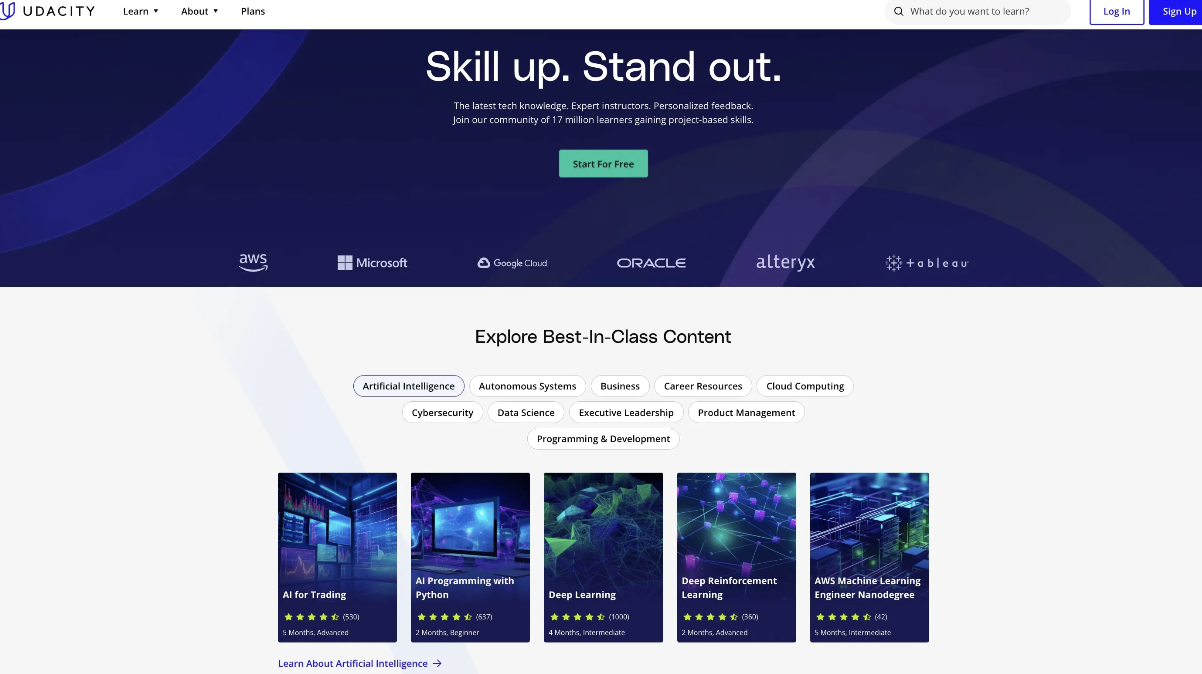 UDACITY
Learn
About
Plans
What do you want to learn?
Log In
Sign Up
Skill up. Stand out.
The latest tech knowledge. Expert instructors. Personalized feedback.
Join our community of 17 million learners gaining project-based skills.
Start For Free
aws
Microsoft
Google Cloud
ORACLE
alteryx
tableau
Explore Best-In-Class Content
Artificial Intelligence
Autonomous Systems
Business
Career Resources
Cloud Computing
Cybersecurity
Data Science
Executive Leadership
Product Management
Programming & Development
AI for Trading
(530)
5 Months, Advanced
AI Programming with
Python
(637)
2 Months, Beginner
Deep Learning
(1000)
4 Months, Intermediate
Deep Reinforcement
Learning
(360)
2 Months, Advanced
AWS Machine Learning
Engineer Nanodegree
(42)
5 Months, Intermediate
Learn About Artificial Intelligence